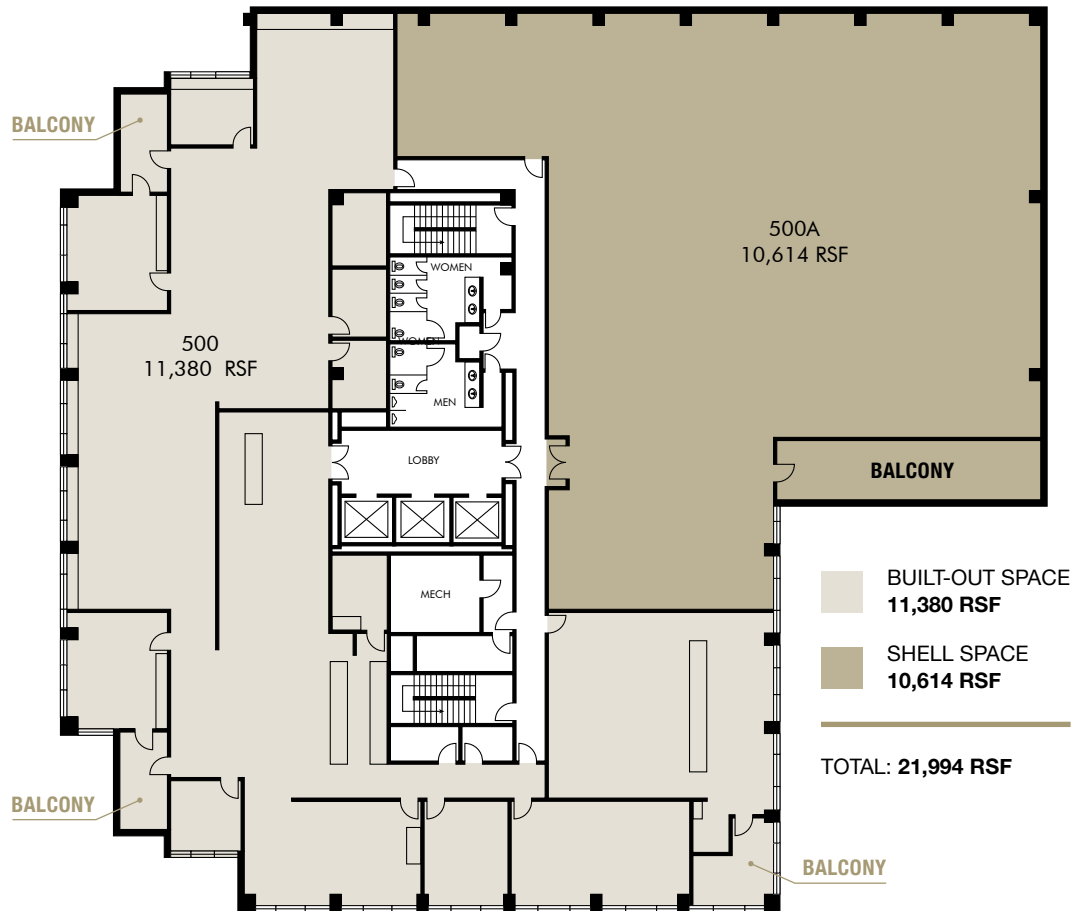 BALCONY
500A
10,614 RSF
WOMEN
WOMEN
500
11,380 RSF
MEN
LOBBY
BALCONY
MECH
BUILT-OUT SPACE
11,380 RSF
SHELL SPACE
10,614 RSF
TOTAL: 21,994 RSF
BALCONY
BALCONY